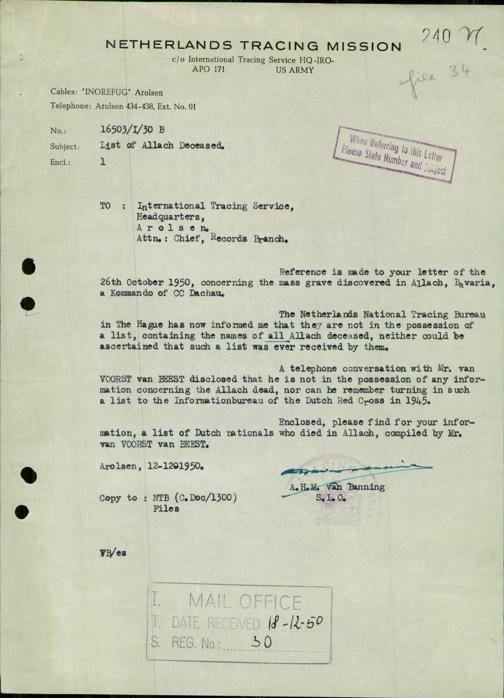 240
NETHERLANDS TRACING MISSION
c/o International Tracing Service HQ-IRO-
APO 171 US ARMY
file 34
Cables: "INOREFUG" Arolsen
Telephone: Arolsen 434-438, Ext. No. 01
No.: 16503/I/30 B
Subject: List of Allach Deceased.
Encl.: 1
When Referring to this Letter
Please State Number and Subject
TO : International Tracing Service,
Headquarters,
A r o l s e n.
Attn.: Chief, Records Branch.
Reference is made to your letter of the
26th October 1950, concerning the mass grave discovered in Allach, Bavaria,
a Kommando of CC Dachau.
The Netherlands National Tracing Bureau
in The Hague has now informed me that they are not in the possession of
a list, containing the names of all Allach deceased, neither could be
ascertained that such a list was ever received by them.
A telephone conversation with Mr. van
VOORST van BEEST disclosed that he is not in the possession of any infor-
mation concerning the Allach dead, nor can he remember turning in such
a list to the Informationbureau of the Dutch Red Cross in 1945.
Enclosed, please find for your infor-
mation, a list of Dutch nationals who died in Allach, compiled by Mr.
van VOORST van BEEST.
Arolsen, 12-12@1950.
A.H.M. van Banning
S.L.O.
Copy to : NTB (C.Doc/1300)
Files
VB/es
I. MAIL OFFICE
T. DATE RECEIVED 18-12-50
S. REG. No.: 30